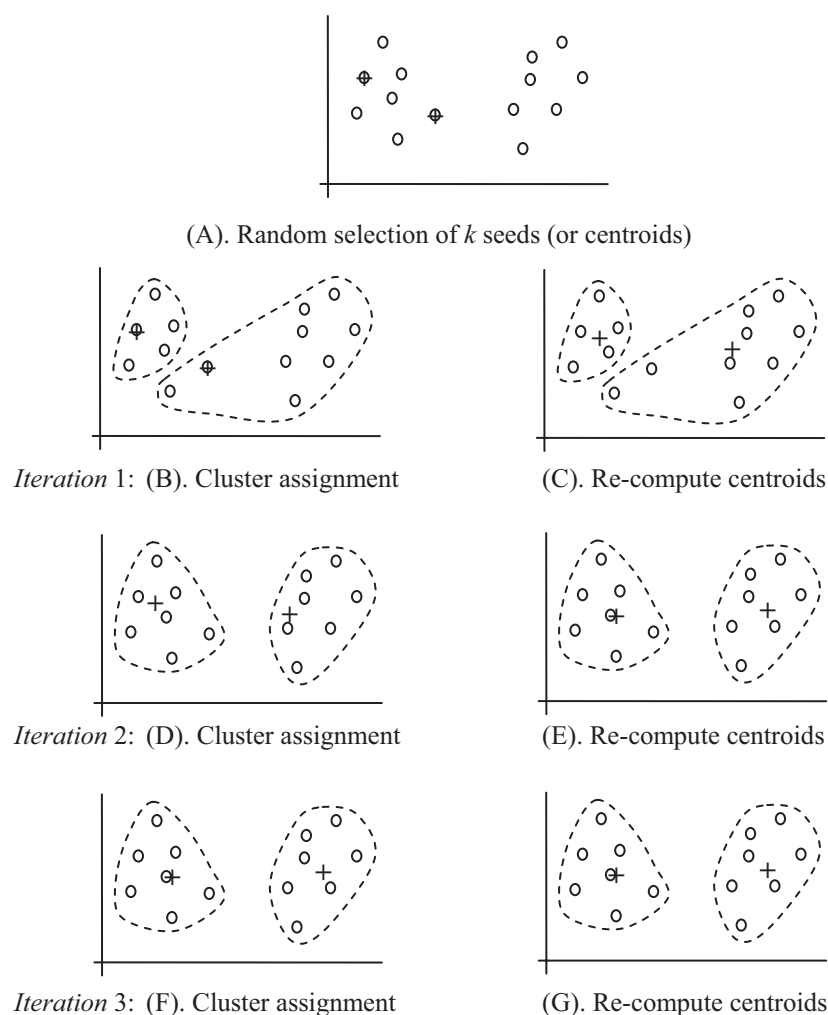 (A). Random selection of k seeds (or centroids)
Iteration 1: (B). Cluster assignment
(C). Re-compute centroids
Iteration 2: (D). Cluster assignment
(E). Re-compute centroids
Iteration 3: (F). Cluster assignment
(G). Re-compute centroids